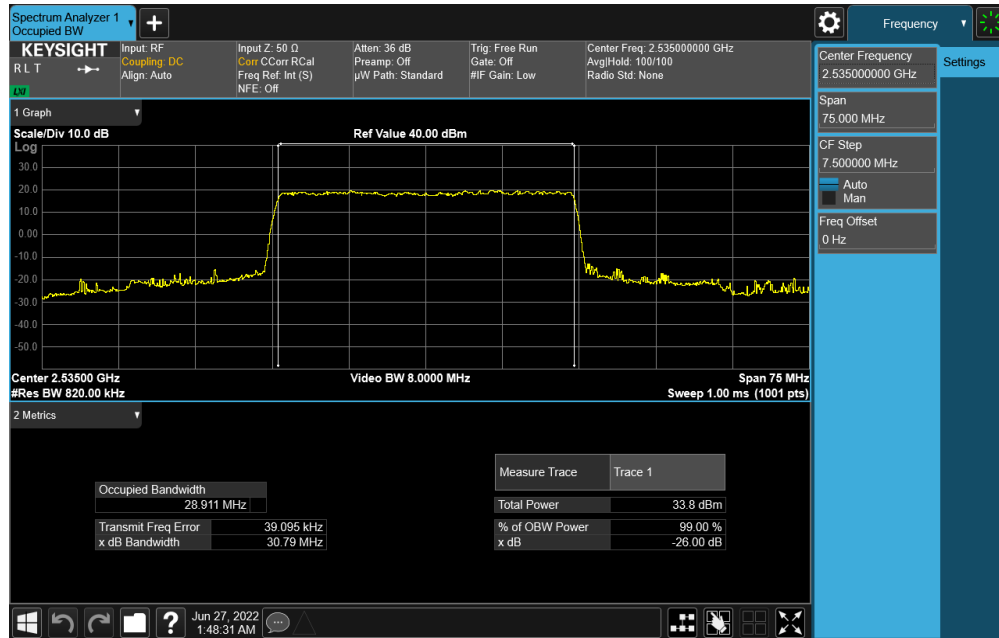 Spectrum Analyzer 1
Occupied BW
Frequency
KEYSIGHT
RLT
LXI
Input: RF
Coupling: DC
Align: Auto
Input Z: 50 Ω
Corr CCorr RCal
Freq Ref: Int (S)
NFE: Off
Atten: 36 dB
Preamp: Off
µW Path: Standard
Trig: Free Run
Gate: Off
#IF Gain: Low
Center Freq: 2.535000000 GHz
Avg|Hold: 100/100
Radio Std: None
Center Frequency
2.535000000 GHz
Settings
Span
75.000 MHz
CF Step
7.500000 MHz
Auto
Man
Freq Offset
0 Hz
1 Graph
Scale/Div 10.0 dB
Ref Value 40.00 dBm
Log
30.0
20.0
10.0
0.00
-10.0
-20.0
-30.0
-40.0
-50.0
Center 2.53500 GHz
Video BW 8.0000 MHz
Span 75 MHz
#Res BW 820.00 kHz
Sweep 1.00 ms (1001 pts)
2 Metrics
Measure Trace Trace 1
Occupied Bandwidth
28.911 MHz
Total Power 33.8 dBm
Transmit Freq Error 39.095 kHz
% of OBW Power 99.00 %
x dB Bandwidth 30.79 MHz
x dB -26.00 dB
Jun 27, 2022
1:48:31 AM